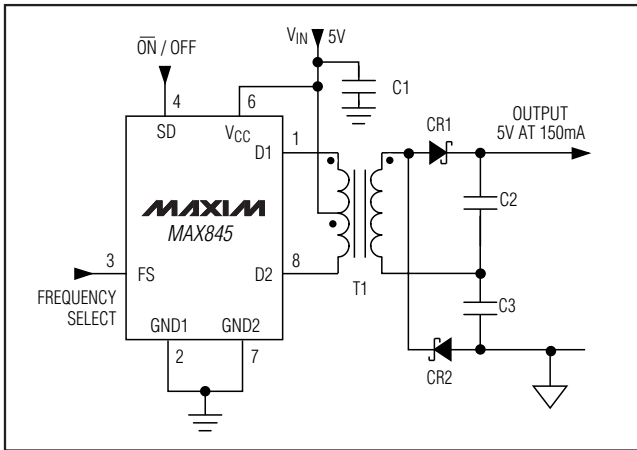 VIN 5V
ON / OFF
4
6
C1
SD
VCC
1
D1
CR1
OUTPUT
5V AT 150mA
MAXIM
MAX845
C2
3
FS
8
D2
T1
FREQUENCY
SELECT
C3
GND1
GND2
2
7
CR2